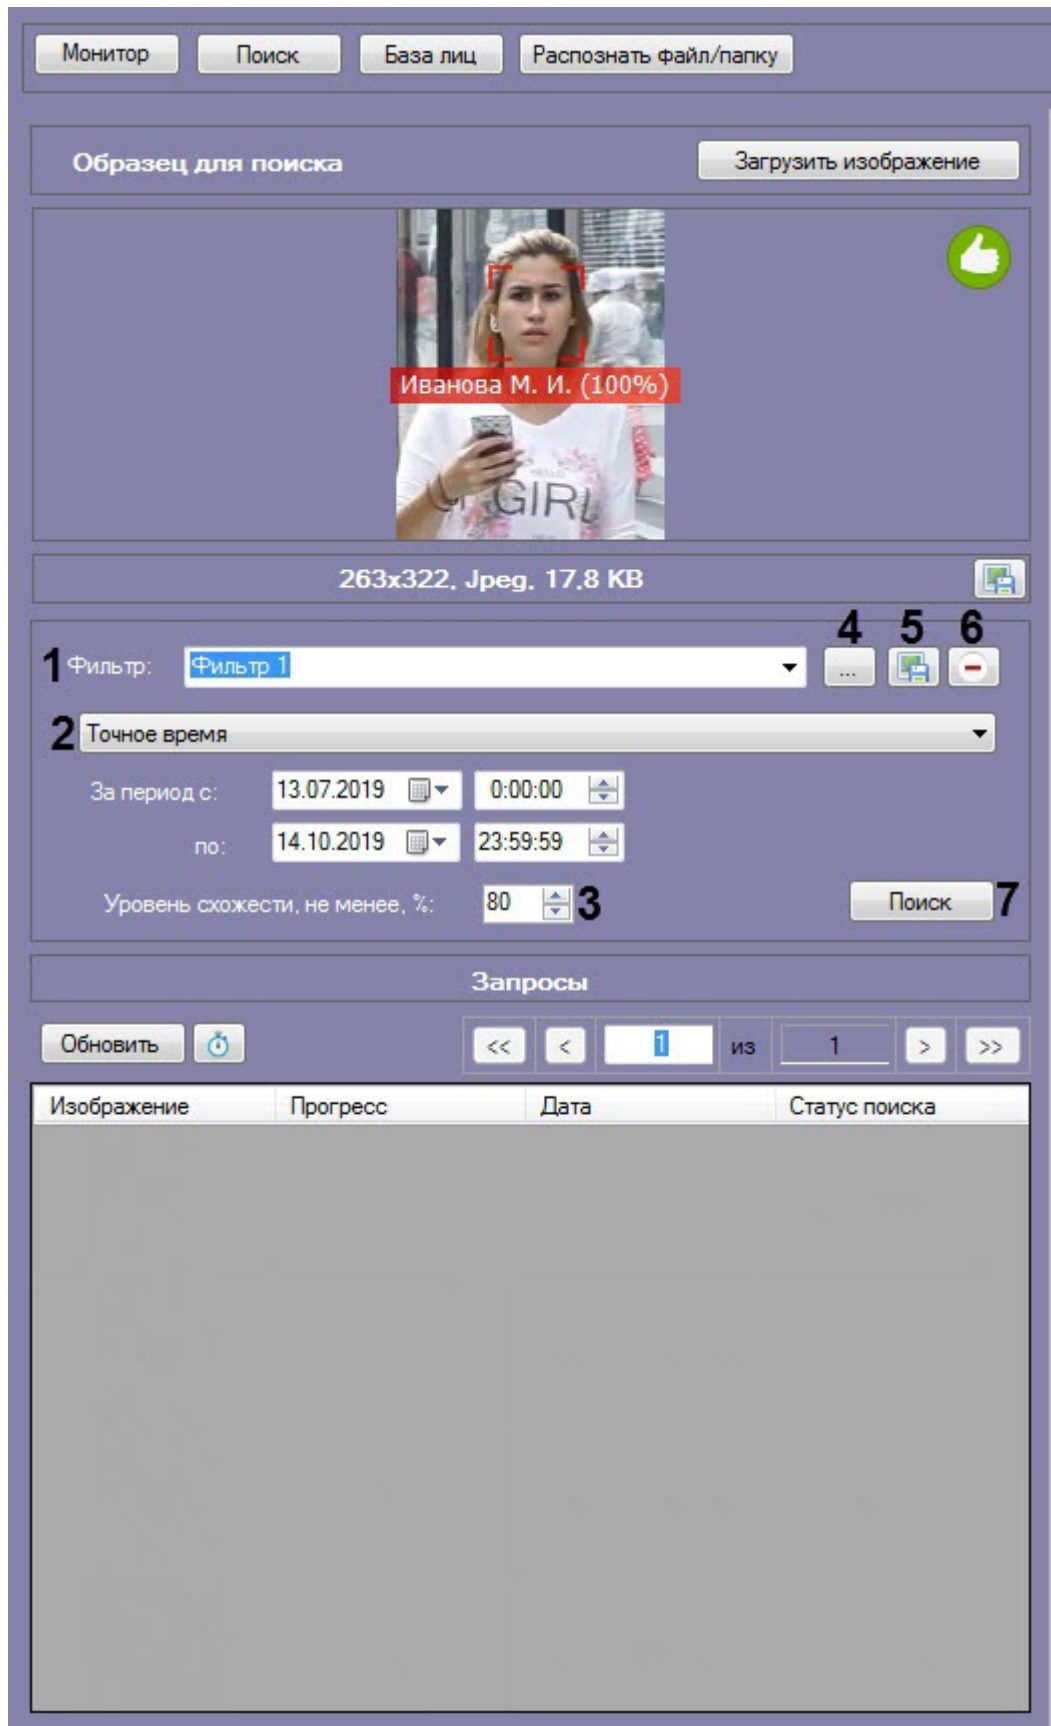 Монитор Поиск База лиц Распознать файл/папку
Образец для поиска Загрузить изображение
Иванова М. И. (100%)
HELLO
GIRL
263x322, Jpeg, 17,8 KB
4 5 6
1 Фильтр: Фильтр 1 ...
2 Точное время
За период с: 13.07.2019 0:00:00
по: 14.10.2019 23:59:59
Уровень схожести, не менее, %: 80 3 Поиск 7
Запросы
Обновить << < 1 из 1 > >>
Изображение Прогресс Дата Статус поиска